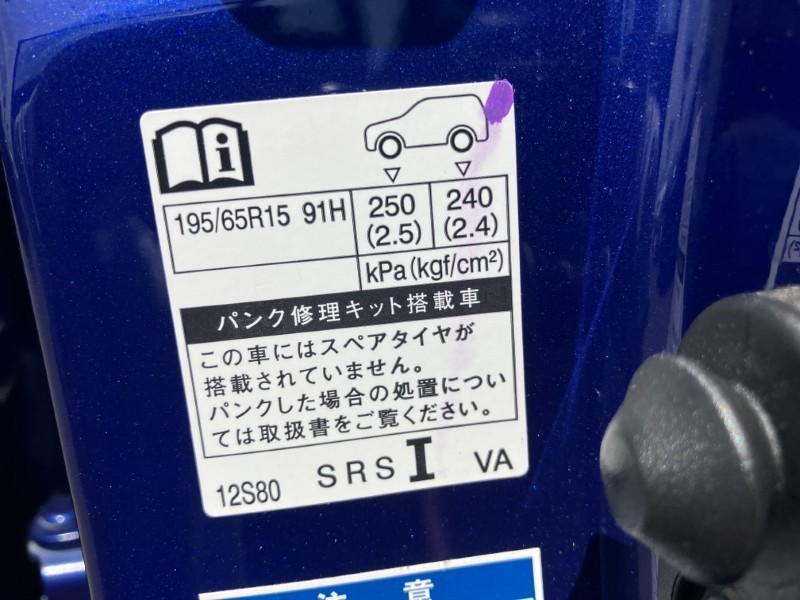 i
195/65R15 91H 250 240
(2.5) (2.4)
kPa(kgf/cm²)
パンク修理キット搭載車
この車にはスペアタイヤが
搭載されていません。
パンクした場合の処置につい
ては取扱書をご覧ください。
12S80 SRS I VA
注意